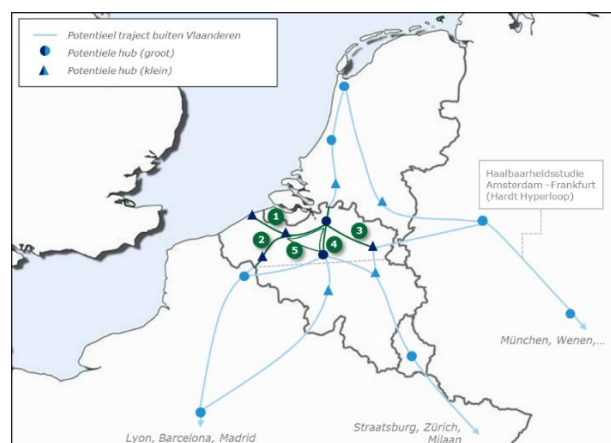 Potentieel traject buiten Vlaanderen
Potentiele hub (groot)
Potentiele hub (klein)
Haalbaarheidsstudie
Amsterdam –Frankfurt
(Hardt Hyperloop)
1
2
3
4
5
München, Wenen,...
Lyon, Barcelona, Madrid
Straatsburg, Zürich,
Milaan